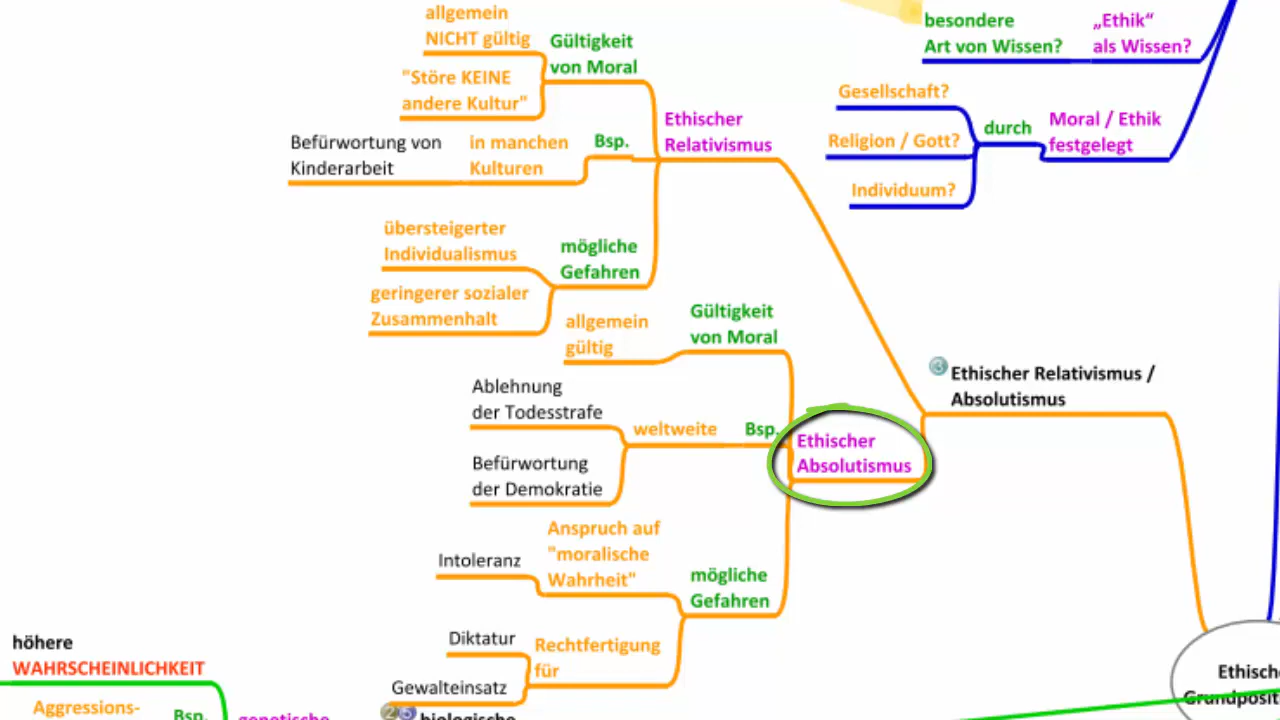 allgemein
NICHT gültig
Gültigkeit
von Moral
"Störe KEINE
andere Kultur"
Ethischer
Relativismus
Befürwortung von
Kinderarbeit
in manchen
Kulturen
Bsp.
übersteigerter
Individualismus
mögliche
Gefahren
geringerer sozialer
Zusammenhalt
besondere
Art von Wissen?
„Ethik“
als Wissen?
Gesellschaft?
Religion / Gott?
Individuum?
durch
Moral / Ethik
festgelegt
Gültigkeit
von Moral
allgemein
gültig
3
Ethischer Relativismus /
Absolutismus
Ablehnung
der Todesstrafe
weltweite
Bsp.
Ethischer
Absolutismus
Befürwortung
der Demokratie
Anspruch auf
"moralische
Wahrheit"
Intoleranz
mögliche
Gefahren
Diktatur
Rechtfertigung
für
Gewalteinsatz
höhere
WAHRSCHEINLICHKEIT
Aggressions-
Bsp.
genetische
biologische